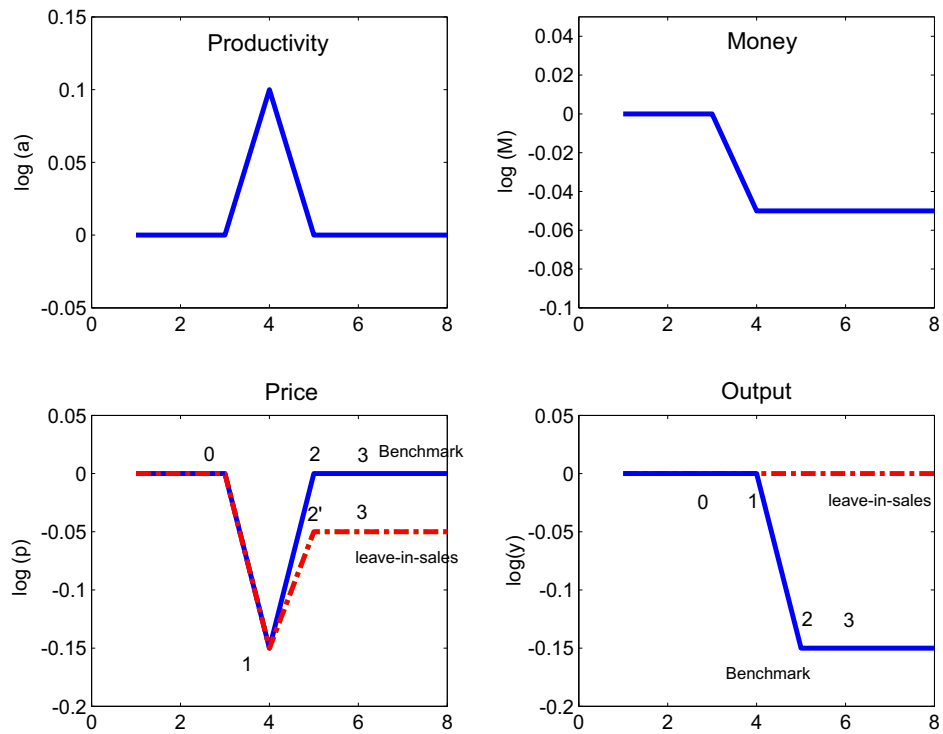 Productivity
0.15
0.1
0.05
0
-0.05
log (a)
0 2 4 6 8
Money
0.04
0.02
0
-0.02
-0.04
-0.06
-0.08
-0.1
log (M)
0 2 4 6 8
Price
0.05
0
-0.05
-0.1
-0.15
-0.2
log (p)
0 2 3 Benchmark
2' 3
leave-in-sales
1
0 2 4 6 8
Output
0.05
0
-0.05
-0.1
-0.15
-0.2
log(y)
0 1 leave-in-sales
2 3
Benchmark
0 2 4 6 8